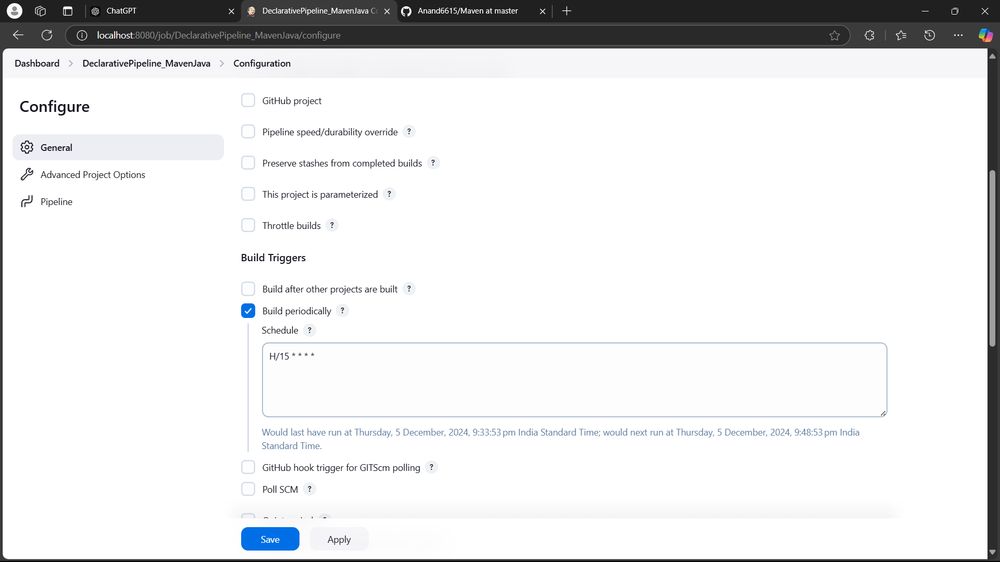 ChatGPT
DeclarativePipeline_MavenJava
Anand6615/Maven at master
localhost:8080/job/DeclarativePipeline_MavenJava/configure
Dashboard > DeclarativePipeline_MavenJava > Configuration
Configure
General
Advanced Project Options
Pipeline
GitHub project
Pipeline speed/durability override ?
Preserve stashes from completed builds ?
This project is parameterized ?
Throttle builds ?
Build Triggers
Build after other projects are built ?
Build periodically ?
Schedule ?
H/15 * * * *
Would last have run at Thursday, 5 December, 2024, 9:33:53 pm India Standard Time; would next run at Thursday, 5 December, 2024, 9:48:53 pm India
Standard Time.
GitHub hook trigger for GITScm polling ?
Poll SCM ?
Save
Apply